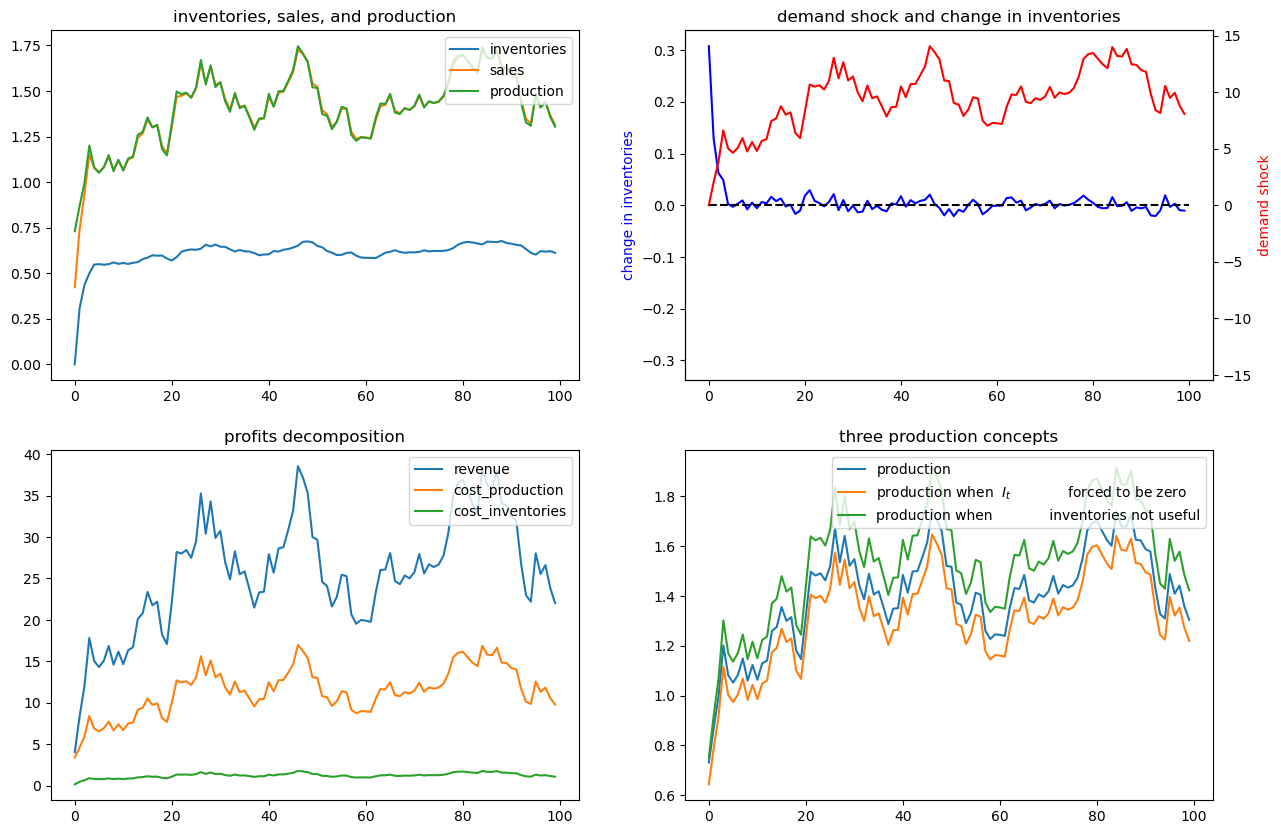 inventories, sales, and production
1.75
1.50
1.25
1.00
0.75
0.50
0.25
0.00
0 20 40 60 80 100
inventories
sales
production
demand shock and change in inventories
change in inventories
0.3
0.2
0.1
0.0
−0.1
−0.2
−0.3
0 20 40 60 80 100
15
10
5
0
−5
−10
−15
demand shock
profits decomposition
40
35
30
25
20
15
10
5
0
0 20 40 60 80 100
revenue
cost_production
cost_inventories
three production concepts
1.8
1.6
1.4
1.2
1.0
0.8
0.6
0 20 40 60 80 100
production
production when I_t forced to be zero
production when inventories not useful